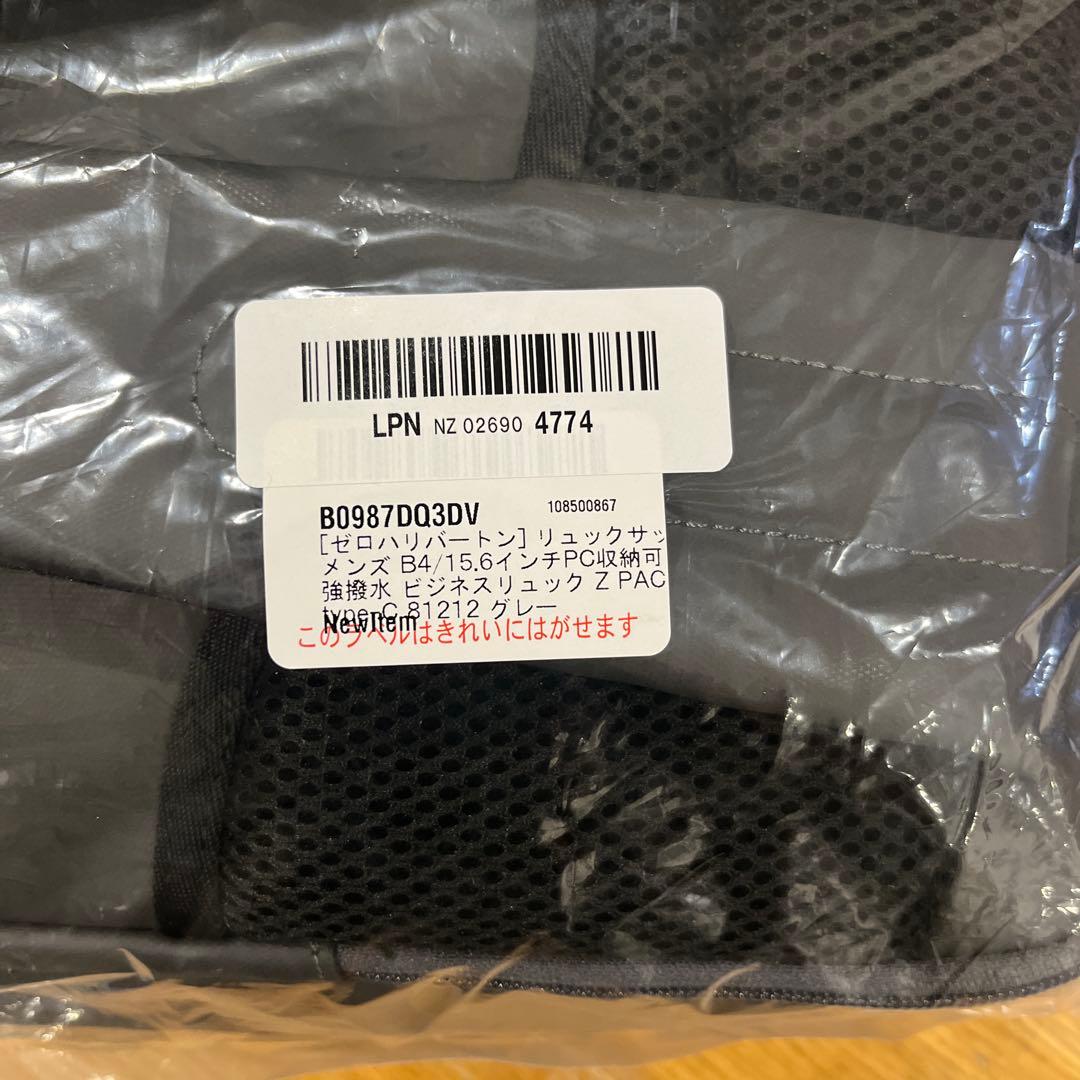 LPN NZ 02690 4774
B0987DQ3DV 108500867
[ゼロハリバートン] リュックサッ
メンズ B4/15.6インチPC収納可
強撥水 ビジネスリュック Z PAC
type-C 81212 グレー
NewItem
このラベルはきれいにはがせます